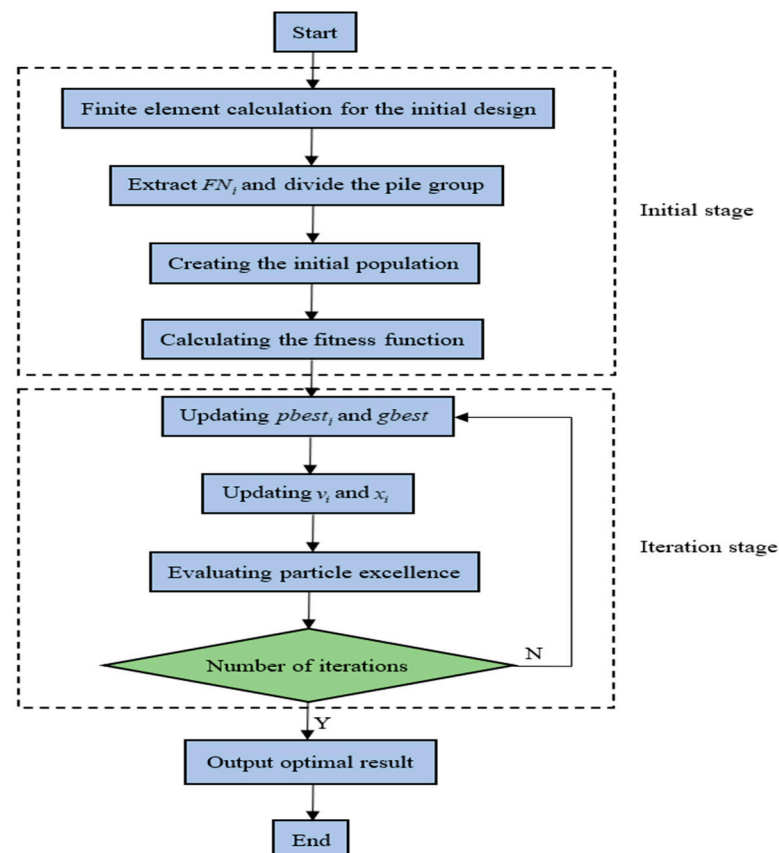 Start
Finite element calculation for the initial design
Extract FNᵢ and divide the pile group
Initial stage
Creating the initial population
Calculating the fitness function
Updating pbestᵢ and gbest
Updating vᵢ and xᵢ
Iteration stage
Evaluating particle excellence
Number of iterations
N
Y
Output optimal result
End